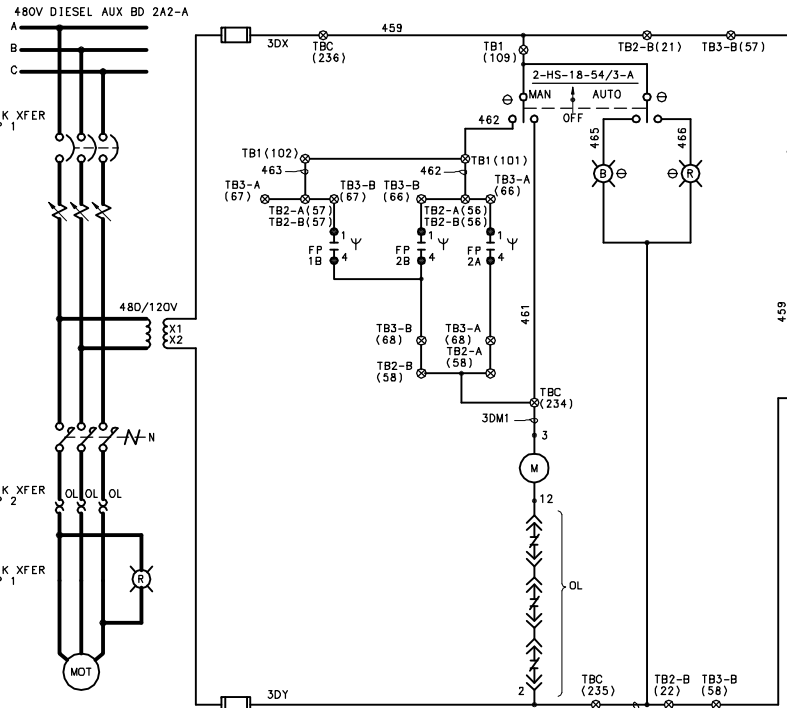 480V DIESEL AUX BD 2A2-A
A
B
C
K XFER
P 1
480/120V
X1
X2
N
K XFER
P 2
OL OL OL
K XFER
P 1
R
MOT
3DX
TBC
(236)
459
TB1
(109)
TB2-B(21)
TB3-B(57)
2-HS-18-54/3-A
MAN
AUTO
OFF
462
465
466
B
R
TB1(102)
TB1(101)
463
462
TB3-A
(67)
TB3-B
(67)
TB3-B
(66)
TB3-A
(66)
TB2-A(57)
TB2-B(57)
TB2-A(56)
TB2-B(56)
1
FP
1B
4
1
FP
2B
4
1
FP
2A
4
461
459
TB3-B
(68)
TB3-A
(68)
TB2-B
(58)
TB2-A
(58)
TBC
(234)
3DM1
3
M
12
OL
2
3DY
TBC
(235)
TB2-B
(22)
TB3-B
(58)